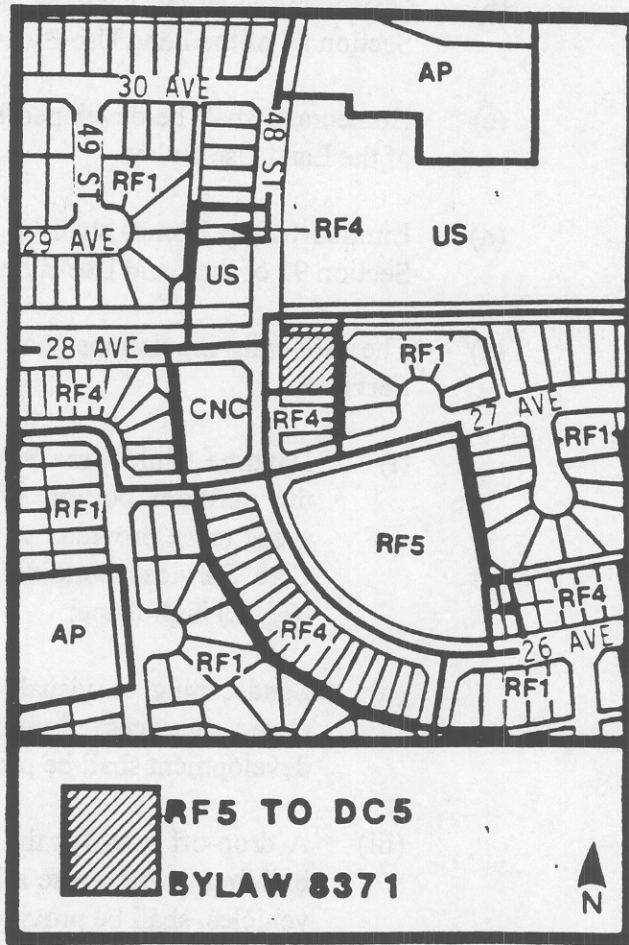 30 AVE
AP
49 ST
48 ST
RF1
RF4
US
29 AVE
US
28 AVE
RF1
RF4
CNC
27 AVE
RF4
RF1
RF1
RF5
AP
RF4
RF4
RF1
26 AVE
RF1
RF5 TO DC5
BYLAW 8371
N